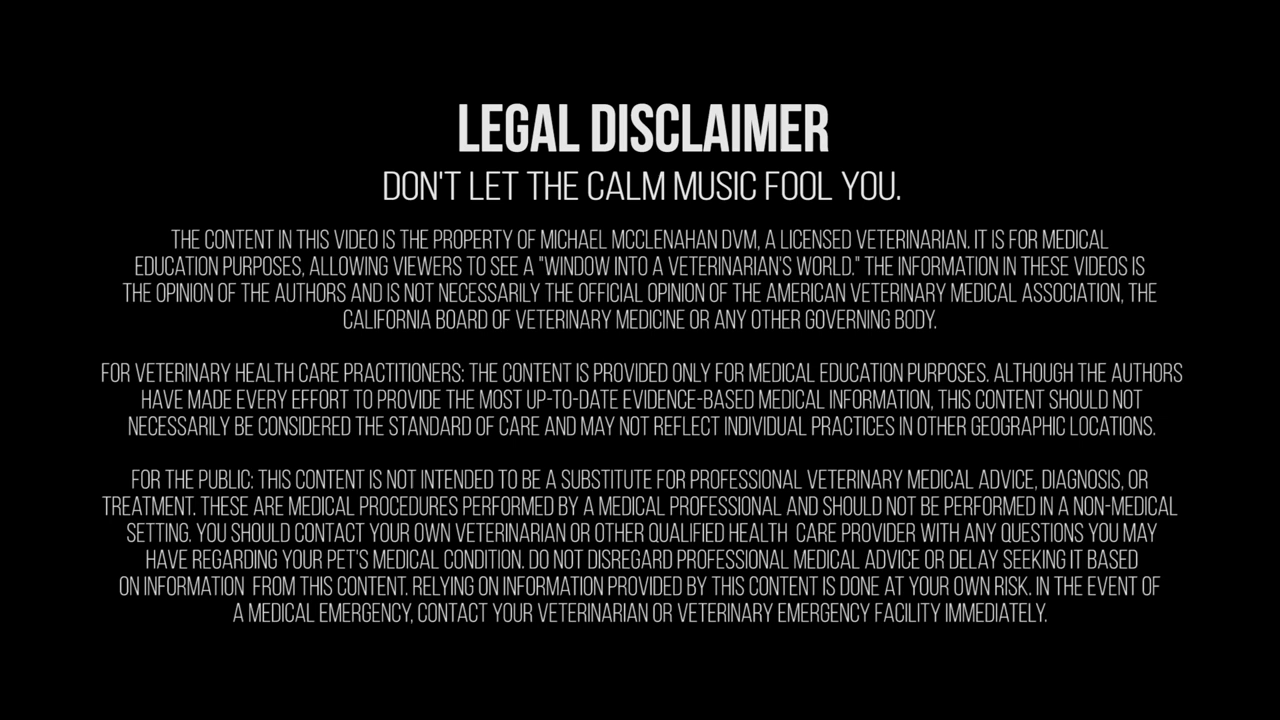 LEGAL DISCLAIMER
DON'T LET THE CALM MUSIC FOOL YOU.
THE CONTENT IN THIS VIDEO IS THE PROPERTY OF MICHAEL MCCLENAHAN DVM, A LICENSED VETERINARIAN. IT IS FOR MEDICAL
EDUCATION PURPOSES, ALLOWING VIEWERS TO SEE A "WINDOW INTO A VETERINARIAN'S WORLD." THE INFORMATION IN THESE VIDEOS IS
THE OPINION OF THE AUTHORS AND IS NOT NECESSARILY THE OFFICIAL OPINION OF THE AMERICAN VETERINARY MEDICAL ASSOCIATION, THE
CALIFORNIA BOARD OF VETERINARY MEDICINE OR ANY OTHER GOVERNING BODY.
FOR VETERINARY HEALTH CARE PRACTITIONERS: THE CONTENT IS PROVIDED ONLY FOR MEDICAL EDUCATION PURPOSES. ALTHOUGH THE AUTHORS
HAVE MADE EVERY EFFORT TO PROVIDE THE MOST UP-TO-DATE EVIDENCE-BASED MEDICAL INFORMATION, THIS CONTENT SHOULD NOT
NECESSARILY BE CONSIDERED THE STANDARD OF CARE AND MAY NOT REFLECT INDIVIDUAL PRACTICES IN OTHER GEOGRAPHIC LOCATIONS.
FOR THE PUBLIC: THIS CONTENT IS NOT INTENDED TO BE A SUBSTITUTE FOR PROFESSIONAL VETERINARY MEDICAL ADVICE, DIAGNOSIS, OR
TREATMENT. THESE ARE MEDICAL PROCEDURES PERFORMED BY A MEDICAL PROFESSIONAL AND SHOULD NOT BE PERFORMED IN A NON-MEDICAL
SETTING. YOU SHOULD CONTACT YOUR OWN VETERINARIAN OR OTHER QUALIFIED HEALTH CARE PROVIDER WITH ANY QUESTIONS YOU MAY
HAVE REGARDING YOUR PET'S MEDICAL CONDITION. DO NOT DISREGARD PROFESSIONAL MEDICAL ADVICE OR DELAY SEEKING IT BASED
ON INFORMATION FROM THIS CONTENT. RELYING ON INFORMATION PROVIDED BY THIS CONTENT IS DONE AT YOUR OWN RISK. IN THE EVENT OF
A MEDICAL EMERGENCY, CONTACT YOUR VETERINARIAN OR VETERINARY EMERGENCY FACILITY IMMEDIATELY.